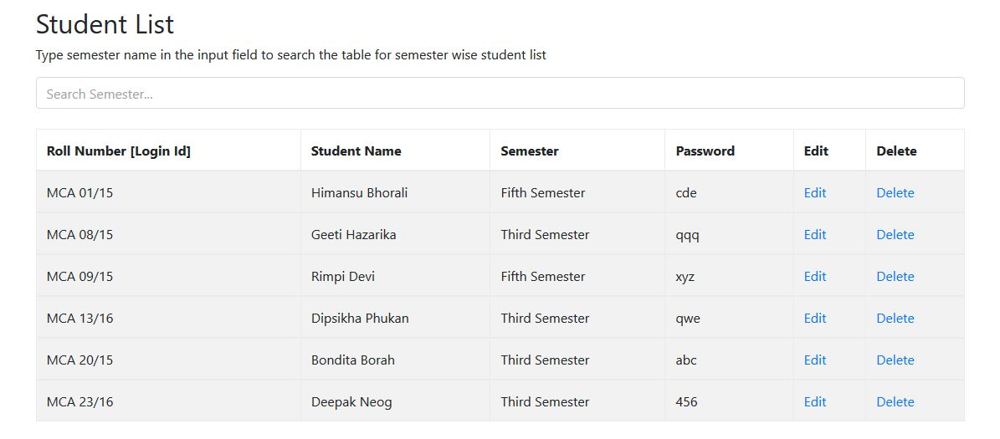 Student List
Type semester name in the input field to search the table for semester wise student list
Search Semester...
Roll Number [Login Id] Student Name Semester Password Edit Delete
MCA 01/15 Himansu Bhorali Fifth Semester cde Edit Delete
MCA 08/15 Geeti Hazarika Third Semester qqq Edit Delete
MCA 09/15 Rimpi Devi Fifth Semester xyz Edit Delete
MCA 13/16 Dipsikha Phukan Third Semester qwe Edit Delete
MCA 20/15 Bondita Borah Third Semester abc Edit Delete
MCA 23/16 Deepak Neog Third Semester 456 Edit Delete